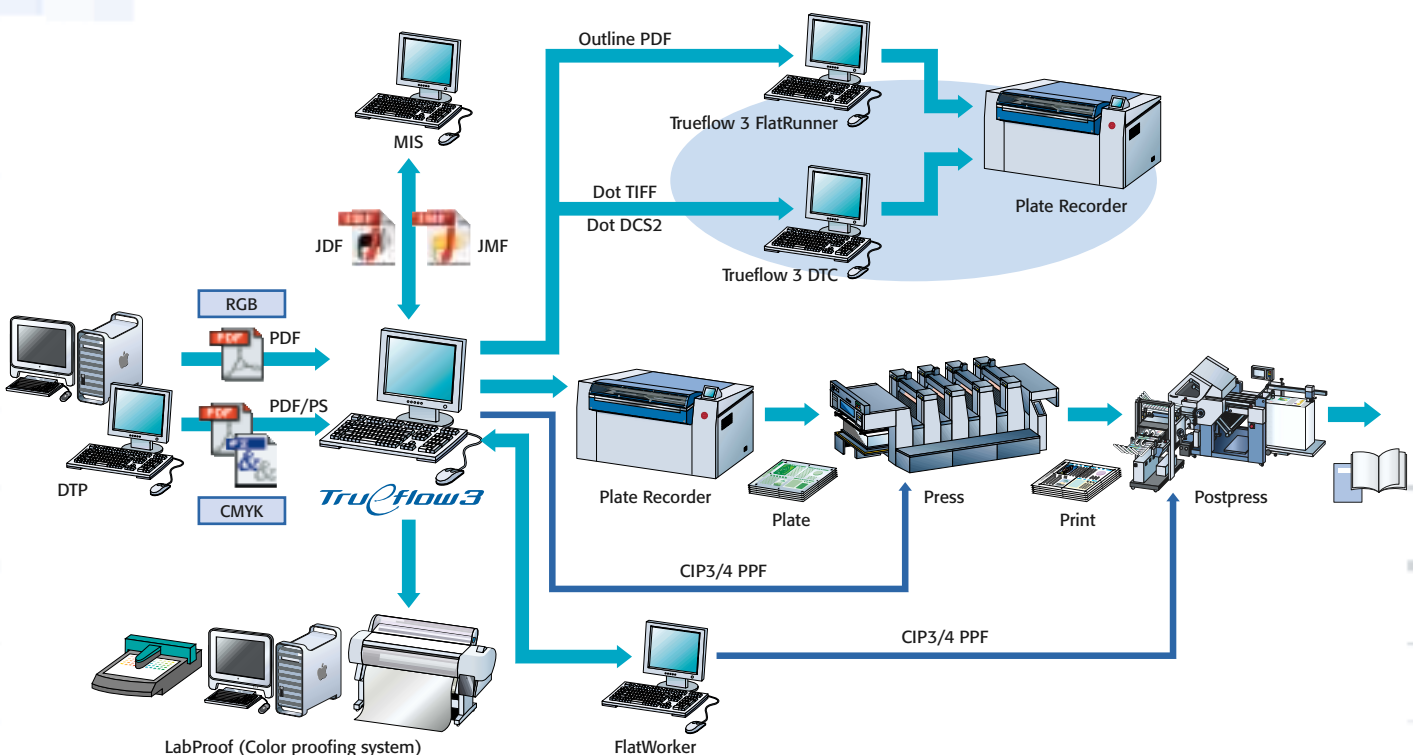 Outline PDF
Trueflow 3 FlatRunner
MIS
Dot TIFF
Dot DCS2
Plate Recorder
JDF
JMF
Trueflow 3 DTC
RGB
PDF
PDF
PDF/PS
PDF
DTP
CMYK
Trueflow3
Plate Recorder
Plate
Press
Print
Postpress
CIP3/4 PPF
CIP3/4 PPF
LabProof (Color proofing system)
FlatWorker